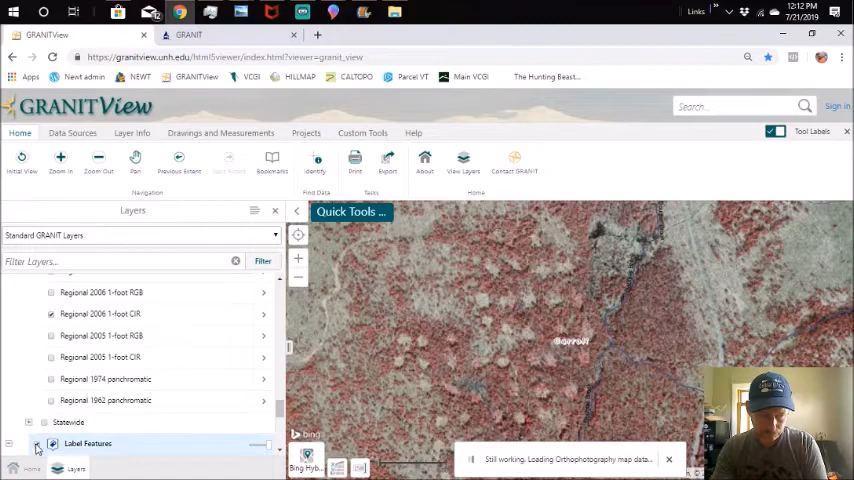 Links
»
12:12 PM
7/21/2019
12
GRANITView
GRANIT
https://granitview.unh.edu/html5viewer/index.html?viewer=granit_view
Apps
Newt admin
NEWT
GRANITView
VCGI
HILLMAP
CALTOPO
Parcel VT
Main VCGI
The Hunting Beast...
GRANITView
Search...
Sign in
Home
Data Sources
Layer Info
Drawings and Measurements
Projects
Custom Tools
Help
Tool Labels
Initial View
Zoom In
Zoom Out
Pan
Previous Extent
Bookmarks
Identify
Print
Export
About
View Layers
Contact GRANIT
Navigation
Find Data
Tasks
Home
Layers
Quick Tools ...
Standard GRANIT Layers
Filter Layers...
Filter
Regional 2006 1-foot RGB
Regional 2006 1-foot CIR
Regional 2005 1-foot RGB
Regional 2005 1-foot CIR
Regional 1974 panchromatic
Regional 1962 panchromatic
Statewide
Label Features
Carroll
bing
Bing Hyb...
Still working. Loading Orthophotography map data...
Home
Layers